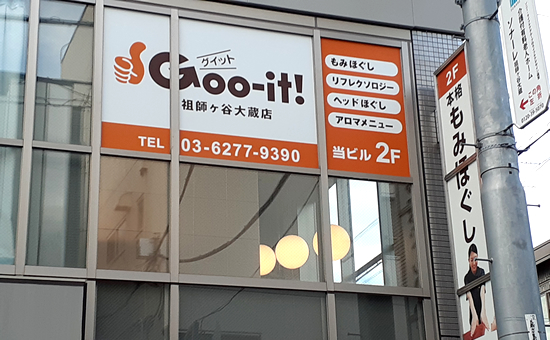 グイット
Goo-it!
祖師ヶ谷大蔵店
TEL 03-6277-9390
もみほぐし
リフレクソロジー
ヘッドほぐし
アロマメニュー
当ビル 2F
2F
本格
もみほぐし